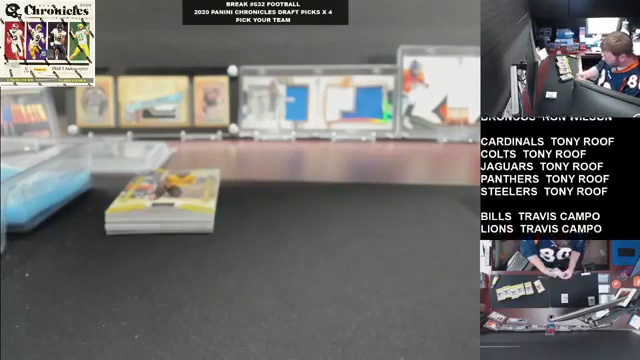 BREAK #632 FOOTBALL
2020 PANINI CHRONICLES DRAFT PICKS X 4
PICK YOUR TEAM
Chronicles
BRONCOS RON WILSON
CARDINALS TONY ROOF
COLTS TONY ROOF
JAGUARS TONY ROOF
PANTHERS TONY ROOF
STEELERS TONY ROOF
BILLS TRAVIS CAMPO
LIONS TRAVIS CAMPO